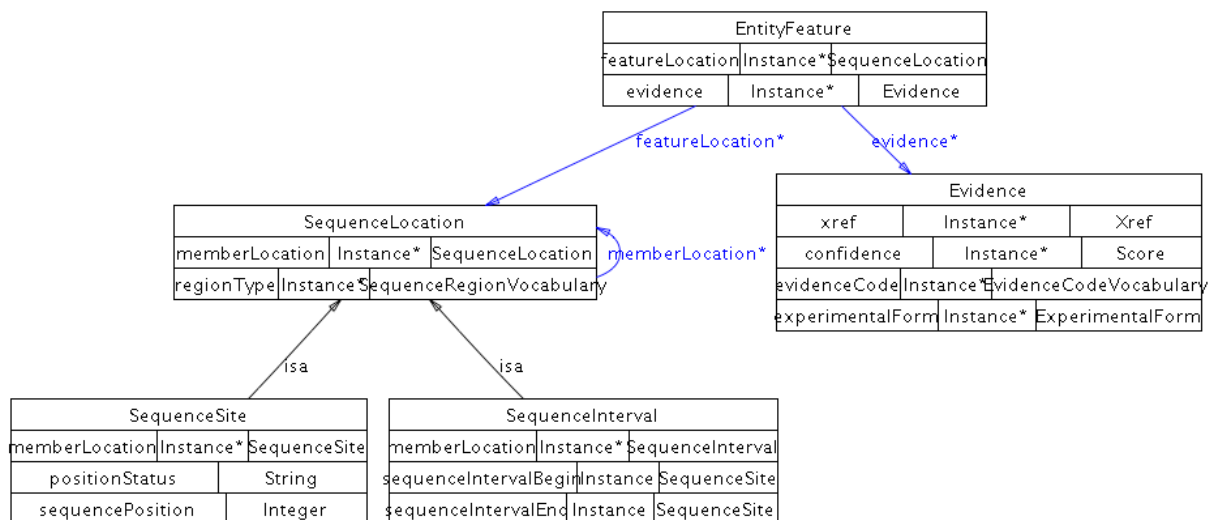 EntityFeature
featureLocation Instance* SequenceLocation
evidence Instance* Evidence
featureLocation*
evidence*
SequenceLocation
memberLocation Instance* SequenceLocation
regionType Instance* SequenceRegionVocabulary
memberLocation*
Evidence
xref Instance* Xref
confidence Instance* Score
evidenceCode Instance* EvidenceCodeVocabulary
experimentalForm Instance* ExperimentalForm
isa
isa
SequenceSite
memberLocation Instance* SequenceSite
positionStatus String
sequencePosition Integer
SequenceInterval
memberLocation Instance* SequenceInterval
sequenceIntervalBegin Instance SequenceSite
sequenceIntervalEnd Instance SequenceSite